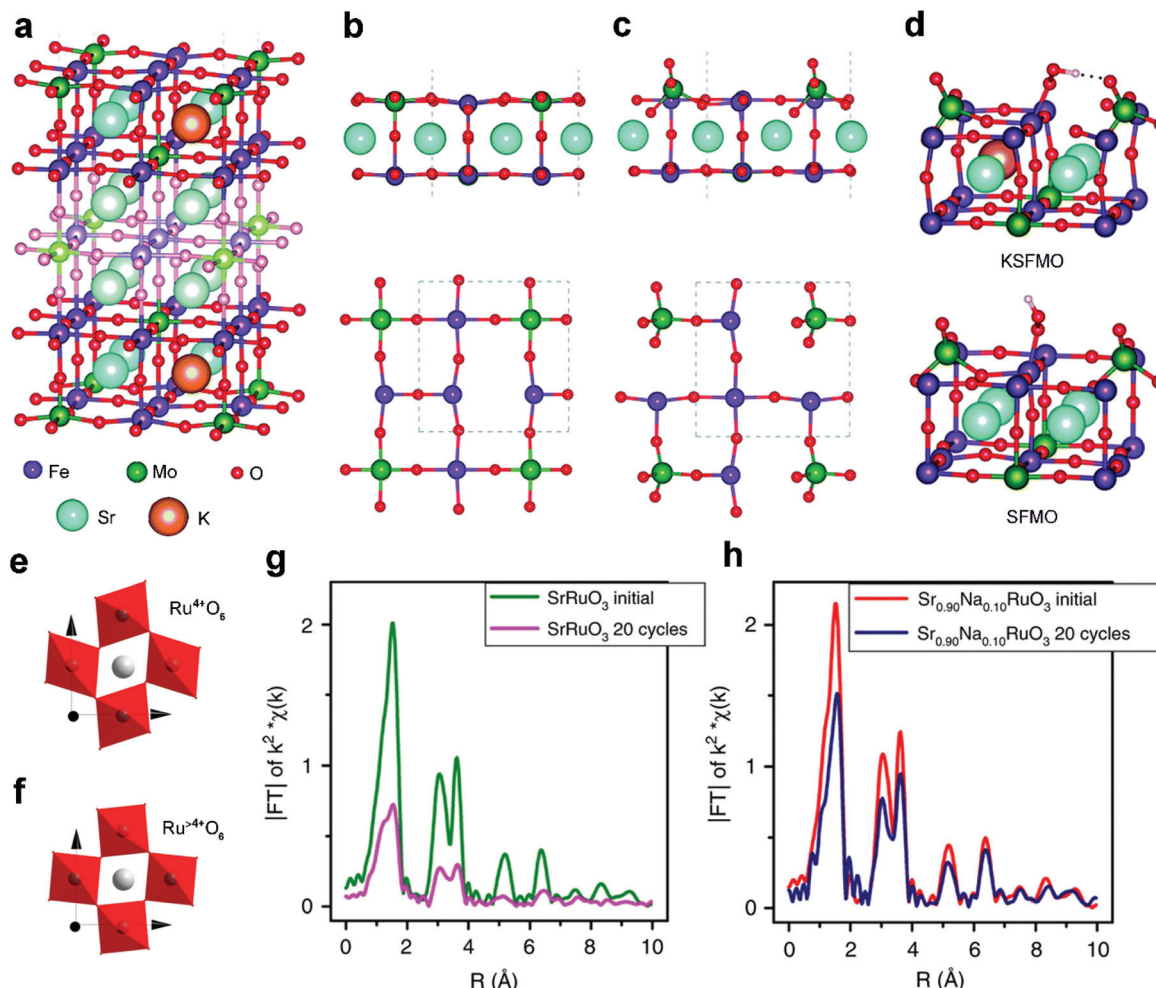 a
b
c
d
KSFMO
SFMO
Fe
Mo
O
Sr
K
e
Ru⁴⁺O₆
f
Ru^>4+O₆
g
SrRuO₃ initial
SrRuO₃ 20 cycles
|FT| of k² *χ(k)
2
1
0
0 2 4 6 8 10
R (Å)
h
Sr₀.₉₀Na₀.₁₀RuO₃ initial
Sr₀.₉₀Na₀.₁₀RuO₃ 20 cycles
|FT| of k² *χ(k)
2
1
0
0 2 4 6 8 10
R (Å)